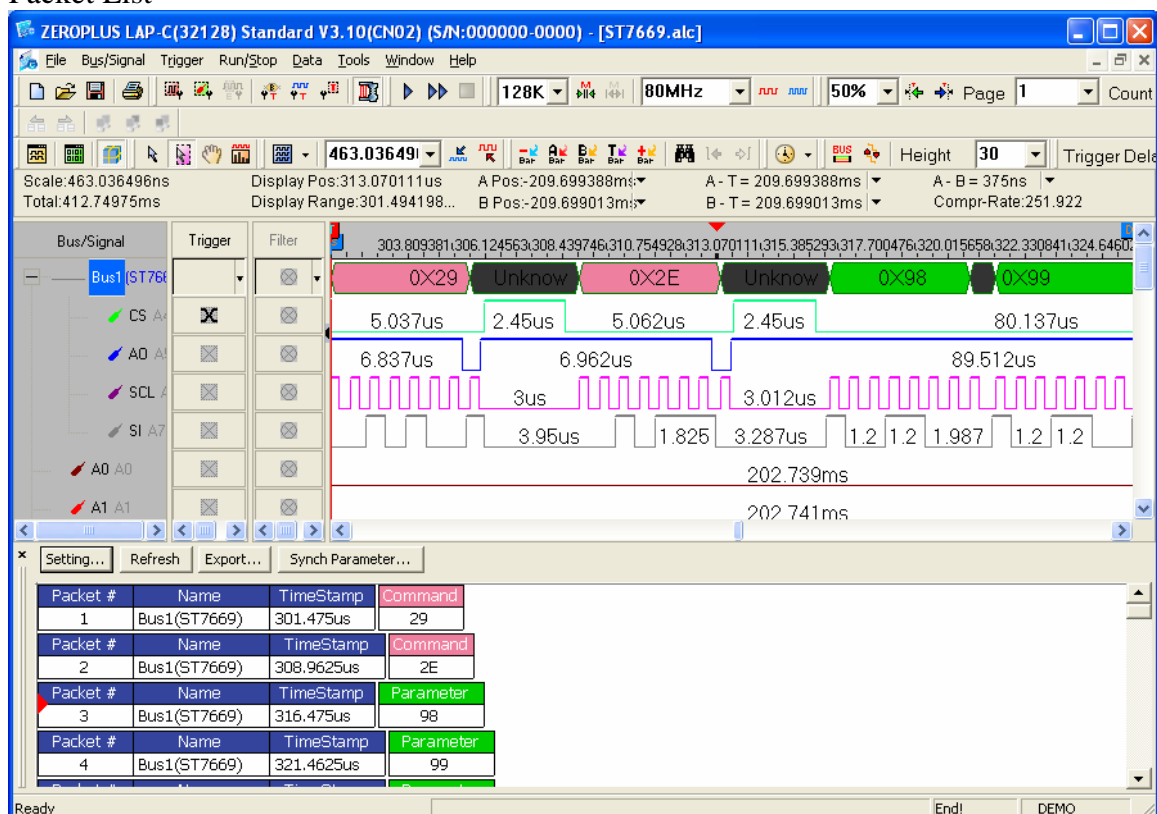 Packet List
ZEROPLUS LAP-C(32128) Standard V3.10(CN02) (S/N:000000-0000) - [ST7669.alc]
File Bus/Signal Trigger Run/Stop Data Tools Window Help
128K 80MHz 50% Page 1 Count
463.03649 Bar Bar Bar Bar Bar BUS Height 30 Trigger Dela
Scale:463.036496ns Display Pos:313.070111us A Pos:-209.699388ms A - T = 209.699388ms A - B = 375ns
Total:412.74975ms Display Range:301.494198... B Pos:-209.699013ms B - T = 209.699013ms Compr-Rate:251.922
Bus/Signal Trigger Filter 303.809381 306.124563 308.439746 310.754928 313.070111 315.385293 317.700476 320.015658 322.330841 324.6460
Bus1 (ST766 0X29 Unknow 0X2E Unknow 0X98 0X99
CS A4 5.037us 2.45us 5.062us 2.45us 80.137us
A0 A5 6.837us 6.962us 89.512us
SCL 3us 3.012us
SI A7 3.95us 1.825 3.287us 1.2 1.2 1.987 1.2 1.2
A0 A0 202.739ms
A1 A1 202.741ms
Setting... Refresh Export... Synch Parameter...
Packet # Name TimeStamp Command
1 Bus1(ST7669) 301.475us 29
Packet # Name TimeStamp Command
2 Bus1(ST7669) 308.9625us 2E
Packet # Name TimeStamp Parameter
3 Bus1(ST7669) 316.475us 98
Packet # Name TimeStamp Parameter
4 Bus1(ST7669) 321.4625us 99
Ready End! DEMO